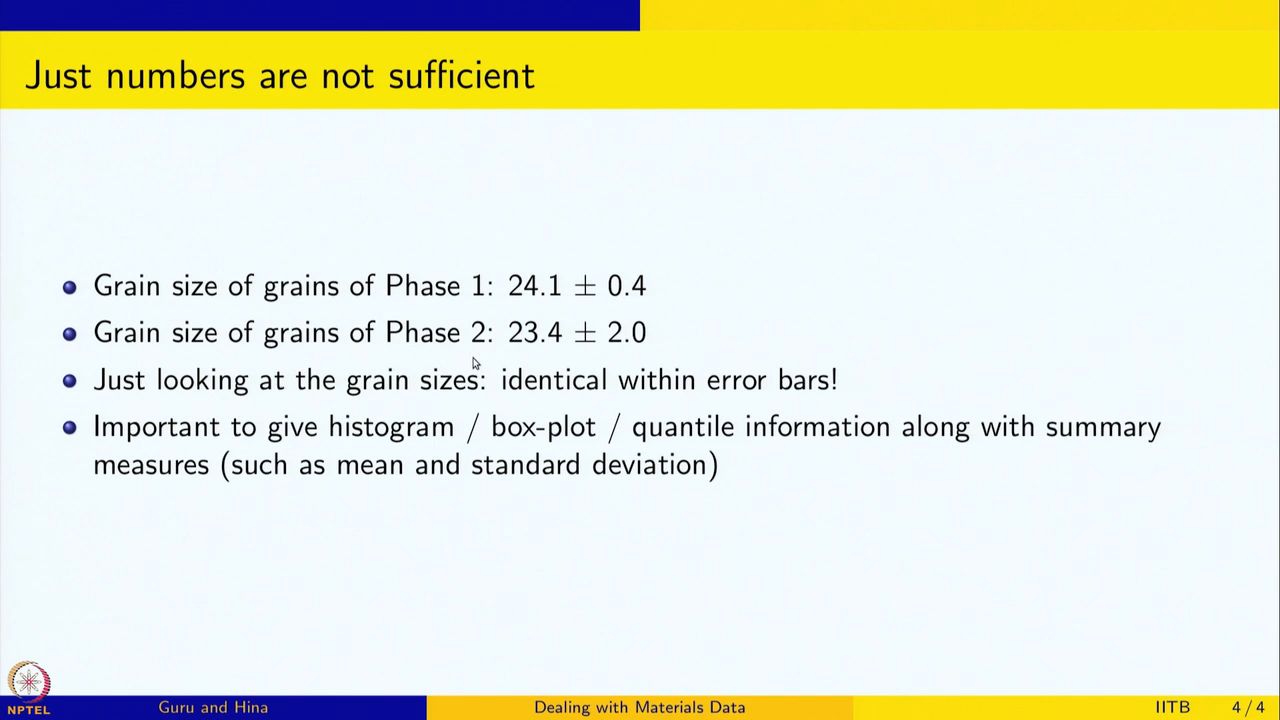 Just numbers are not sufficient
Grain size of grains of Phase 1: 24.1 ± 0.4
Grain size of grains of Phase 2: 23.4 ± 2.0
Just looking at the grain sizes: identical within error bars!
Important to give histogram / box-plot / quantile information along with summary
measures (such as mean and standard deviation)
NPTEL
Guru and Hina
Dealing with Materials Data
IITB 4 / 4